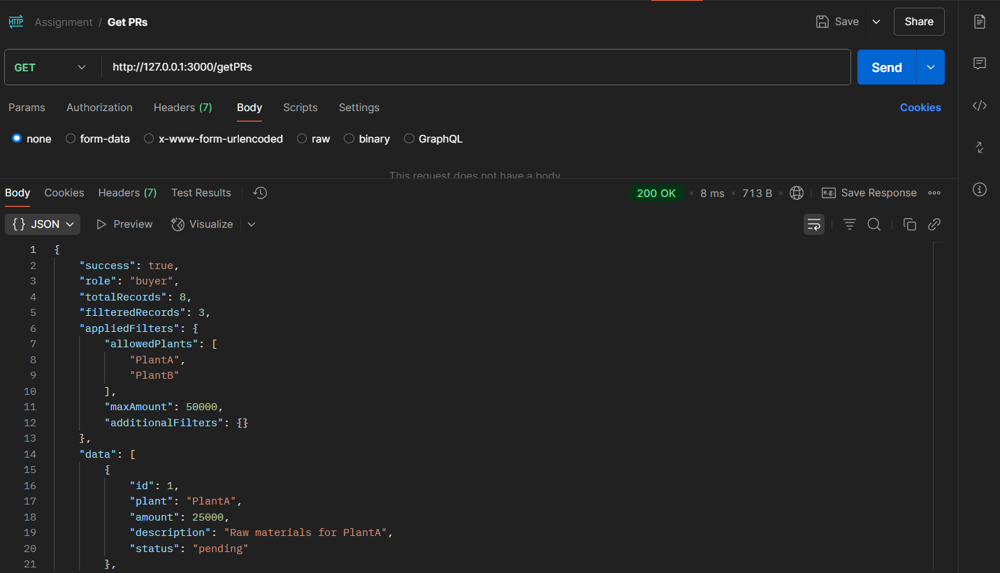 HTTP Assignment / Get PRs Save Share
GET http://127.0.0.1:3000/getPRs Send
Params Authorization Headers (7) Body Scripts Settings Cookies
none form-data x-www-form-urlencoded raw binary GraphQL
This request does not have a body
Body Cookies Headers (7) Test Results 200 OK 8 ms 713 B e.g. Save Response
{} JSON Preview Visualize
1 {
2 "success": true,
3 "role": "buyer",
4 "totalRecords": 8,
5 "filteredRecords": 3,
6 "appliedFilters": {
7 "allowedPlants": [
8 "PlantA",
9 "PlantB"
10 ],
11 "maxAmount": 50000,
12 "additionalFilters": {}
13 },
14 "data": [
15 {
16 "id": 1,
17 "plant": "PlantA",
18 "amount": 25000,
19 "description": "Raw materials for PlantA",
20 "status": "pending"
21 },